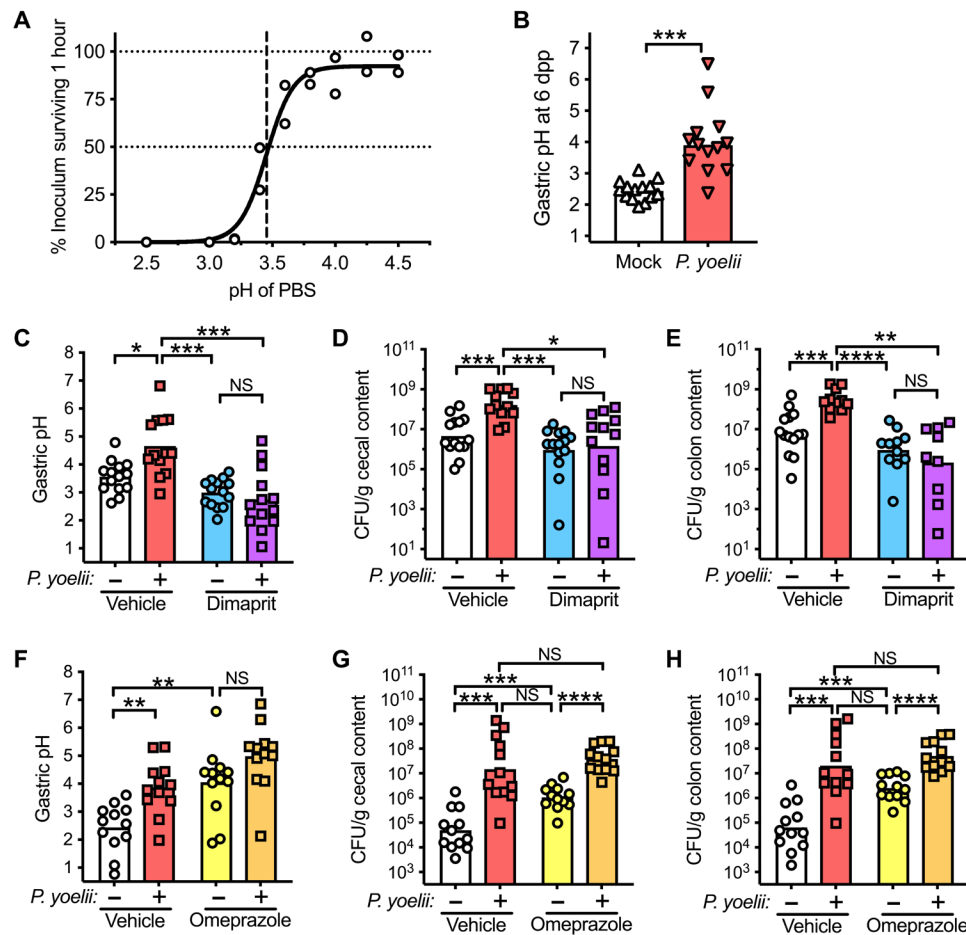 A
% Inoculum surviving 1 hour
100
75
50
25
0
2.5 3.0 3.5 4.0 4.5
pH of PBS
B
Gastric pH at 6 dpp
7
6
5
4
3
2
1
***
Mock P. yoelii
C
Gastric pH
8
7
6
5
4
3
2
1
***
* ***
NS
P. yoelii: – + – +
Vehicle Dimaprit
D
CFU/g cecal content
10¹¹
10⁹
10⁷
10⁵
10³
10¹
*
*** ***
NS
– + – +
Vehicle Dimaprit
E
CFU/g colon content
10¹¹
10⁹
10⁷
10⁵
10³
10¹
**
*** ****
NS
– + – +
Vehicle Dimaprit
F
Gastric pH
8
7
6
5
4
3
2
1
** NS
**
P. yoelii: – + – +
Vehicle Omeprazole
G
CFU/g cecal content
10¹¹
10¹⁰
10⁹
10⁸
10⁷
10⁶
10⁵
10⁴
10³
NS
***
*** NS ****
– + – +
Vehicle Omeprazole
H
CFU/g colon content
10¹¹
10¹⁰
10⁹
10⁸
10⁷
10⁶
10⁵
10⁴
10³
NS
***
*** NS ****
– + – +
Vehicle Omeprazole